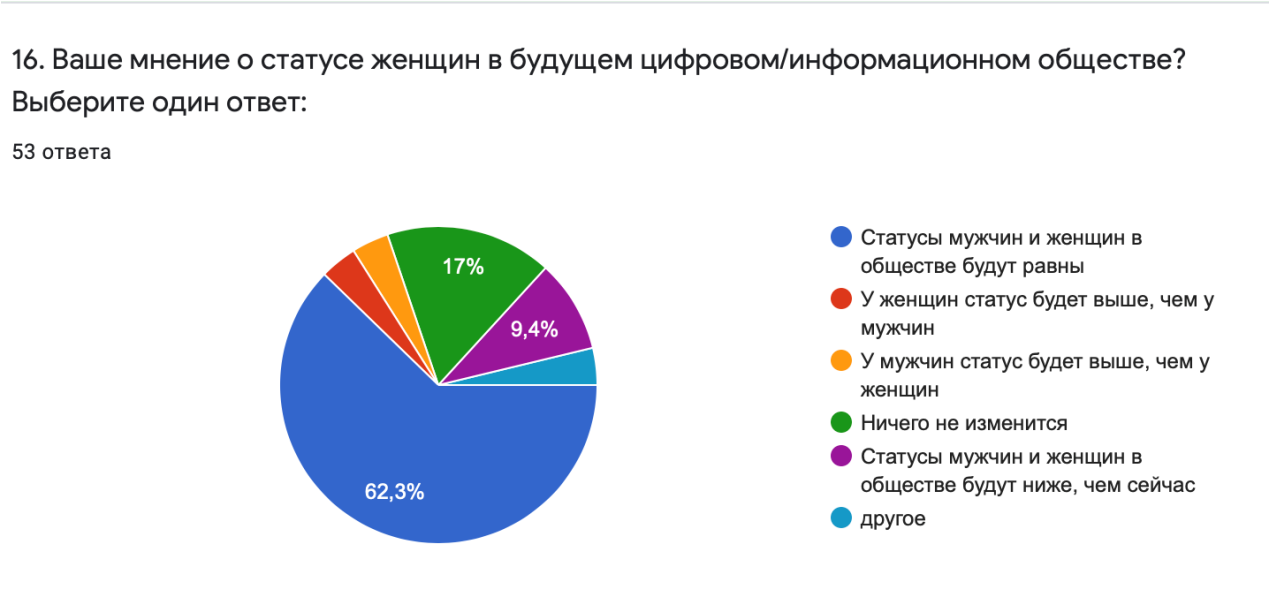 16. Ваше мнение о статусе женщин в будущем цифровом/информационном обществе?
Выберите один ответ:
53 ответа
17%
9,4%
62,3%
Статусы мужчин и женщин в
обществе будут равны
У женщин статус будет выше, чем у
мужчин
У мужчин статус будет выше, чем у
женщин
Ничего не изменится
Статусы мужчин и женщин в
обществе будут ниже, чем сейчас
другое